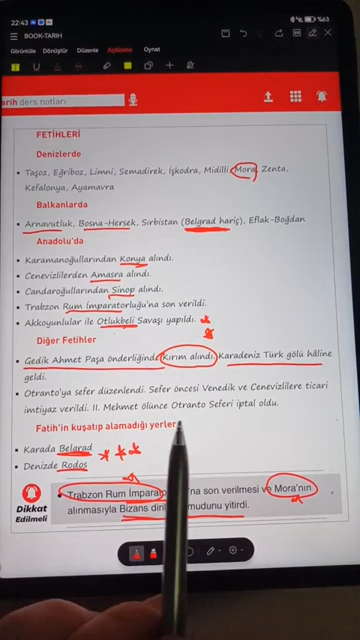 22:43
%63
BOOK-TARIH
Görüntüle Dönüştür Düzenle Açıklama Oynat
arih ders notları
FETİHLERİ
Denizlerde
• Taşoz, Eğriboz, Limni, Semadirek, İşkodra, Midilli, Mora, Zenta,
Kefalonya, Ayamavra
Balkanlarda
• Arnavutluk, Bosna-Hersek, Sırbistan (Belgrad hariç), Eflak-Boğdan
Anadolu'da
• Karamanoğullarından Konya alındı.
• Cenevizlilerden Amasra alındı.
• Candaroğullarından Sinop alındı.
• Trabzon Rum İmparatorluğu'na son verildi.
• Akkoyunlular ile Otlukbeli Savaşı yapıldı.
Diğer Fetihler
• Gedik Ahmet Paşa önderliğinde Kırım alındı. Karadeniz Türk gölü hâline
geldi.
• Otranto'ya sefer düzenlendi. Sefer öncesi Venedik ve Cenevizlilere ticari
imtiyaz verildi. II. Mehmet ölünce Otranto Seferi iptal oldu.
Fatih'in kuşatıp alamadığı yerler
• Karada Belgrad
• Denizde Rodos
Dikkat
Edilmeli
• Trabzon Rum İmparato 'na son verilmesi ve Mora'nın
alınmasıyla Bizans diril mudunu yitirdi.